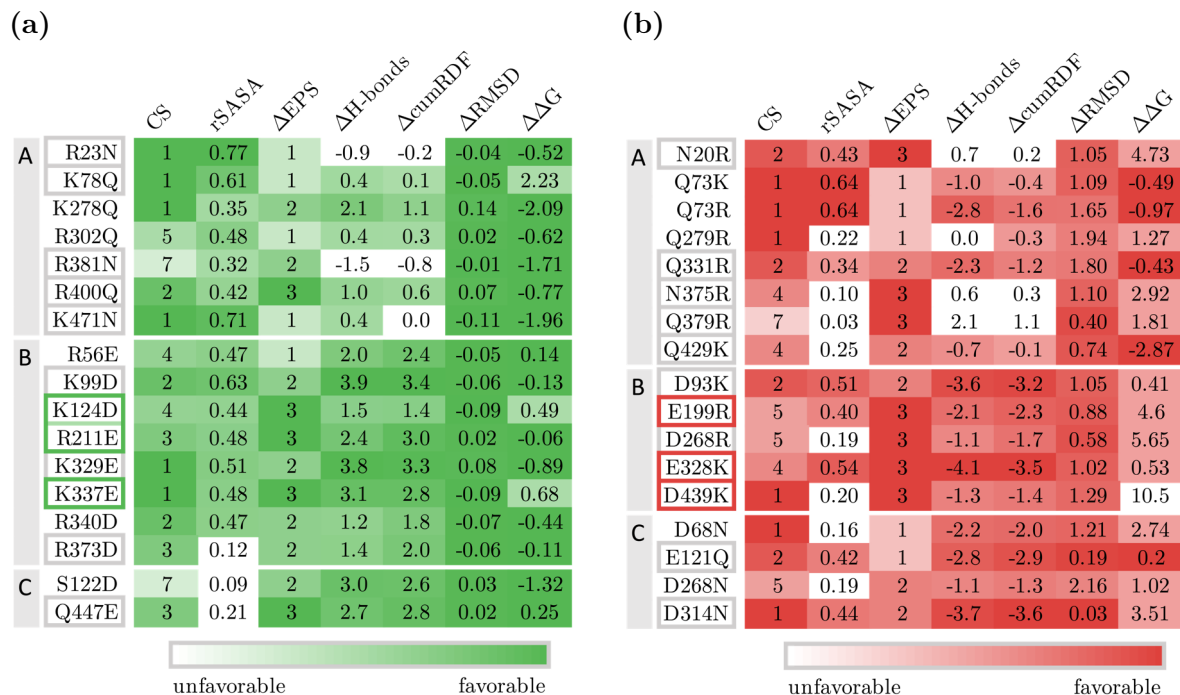 (a)
CS rSASA ΔEPS ΔH-bonds ΔcumRDF ΔRMSD ΔΔG
A
R23N 1 0.77 1 -0.9 -0.2 -0.04 -0.52
K78Q 1 0.61 1 0.4 0.1 -0.05 2.23
K278Q 1 0.35 2 2.1 1.1 0.14 -2.09
R302Q 5 0.48 1 0.4 0.3 0.02 -0.62
R381N 7 0.32 2 -1.5 -0.8 -0.01 -1.71
R400Q 2 0.42 3 1.0 0.6 0.07 -0.77
K471N 1 0.71 1 0.4 0.0 -0.11 -1.96
B
R56E 4 0.47 1 2.0 2.4 -0.05 0.14
K99D 2 0.63 2 3.9 3.4 -0.06 -0.13
K124D 4 0.44 3 1.5 1.4 -0.09 0.49
R211E 3 0.48 3 2.4 3.0 0.02 -0.06
K329E 1 0.51 2 3.8 3.3 0.08 -0.89
K337E 1 0.48 3 3.1 2.8 -0.09 0.68
R340D 2 0.47 2 1.2 1.8 -0.07 -0.44
R373D 3 0.12 2 1.4 2.0 -0.06 -0.11
C
S122D 7 0.09 2 3.0 2.6 0.03 -1.32
Q447E 3 0.21 3 2.7 2.8 0.02 0.25
unfavorable favorable
(b)
CS rSASA ΔEPS ΔH-bonds ΔcumRDF ΔRMSD ΔΔG
A
N20R 2 0.43 3 0.7 0.2 1.05 4.73
Q73K 1 0.64 1 -1.0 -0.4 1.09 -0.49
Q73R 1 0.64 1 -2.8 -1.6 1.65 -0.97
Q279R 1 0.22 1 0.0 -0.3 1.94 1.27
Q331R 2 0.34 2 -2.3 -1.2 1.80 -0.43
N375R 4 0.10 3 0.6 0.3 1.10 2.92
Q379R 7 0.03 3 2.1 1.1 0.40 1.81
Q429K 4 0.25 2 -0.7 -0.1 0.74 -2.87
B
D93K 2 0.51 2 -3.6 -3.2 1.05 0.41
E199R 5 0.40 3 -2.1 -2.3 0.88 4.6
D268R 5 0.19 3 -1.1 -1.7 0.58 5.65
E328K 4 0.54 3 -4.1 -3.5 1.02 0.53
D439K 1 0.20 3 -1.3 -1.4 1.29 10.5
C
D68N 1 0.16 1 -2.2 -2.0 1.21 2.74
E121Q 2 0.42 1 -2.8 -2.9 0.19 0.2
D268N 5 0.19 2 -1.1 -1.3 2.16 1.02
D314N 1 0.44 2 -3.7 -3.6 0.03 3.51
unfavorable favorable